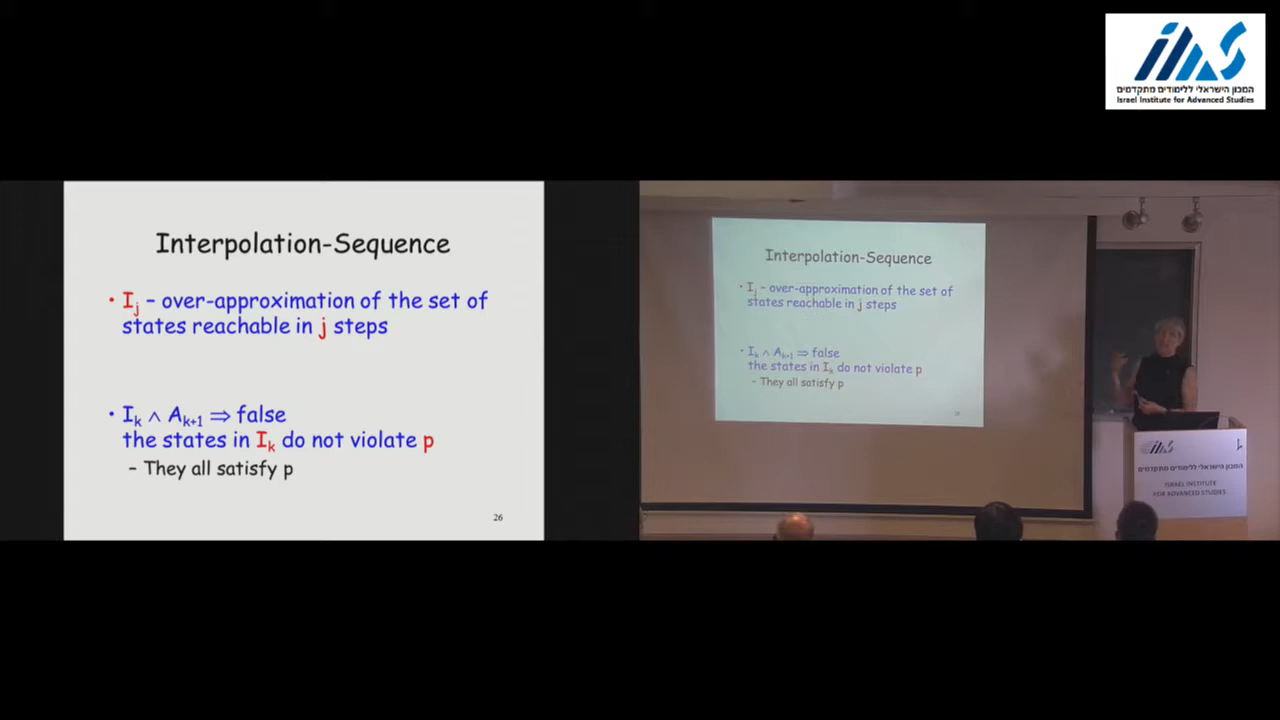 המכון הישראלי ללימודים מתקדמים
Israel Institute for Advanced Studies
Interpolation-Sequence
• Ij – over-approximation of the set of
states reachable in j steps
• Ik ∧ Ak+1 ⇒ false
the states in Ik do not violate p
– They all satisfy p
26
Interpolation-Sequence
• Ij – over-approximation of the set of
states reachable in j steps
• Ik ∧ Ak+1 ⇒ false
the states in Ik do not violate p
– They all satisfy p
המכון הישראלי ללימודים מתקדמים
ISRAEL INSTITUTE
FOR ADVANCED STUDIES